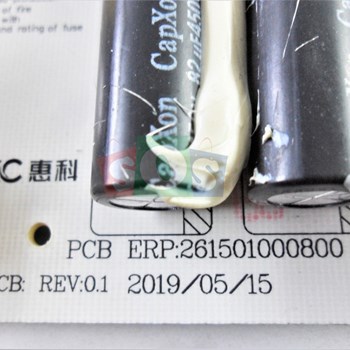 of fire
with
and rating of fuse
CapXon CapXon
C 惠科
PCB ERP:261501000800
CB: REV:0.1 2019/05/15